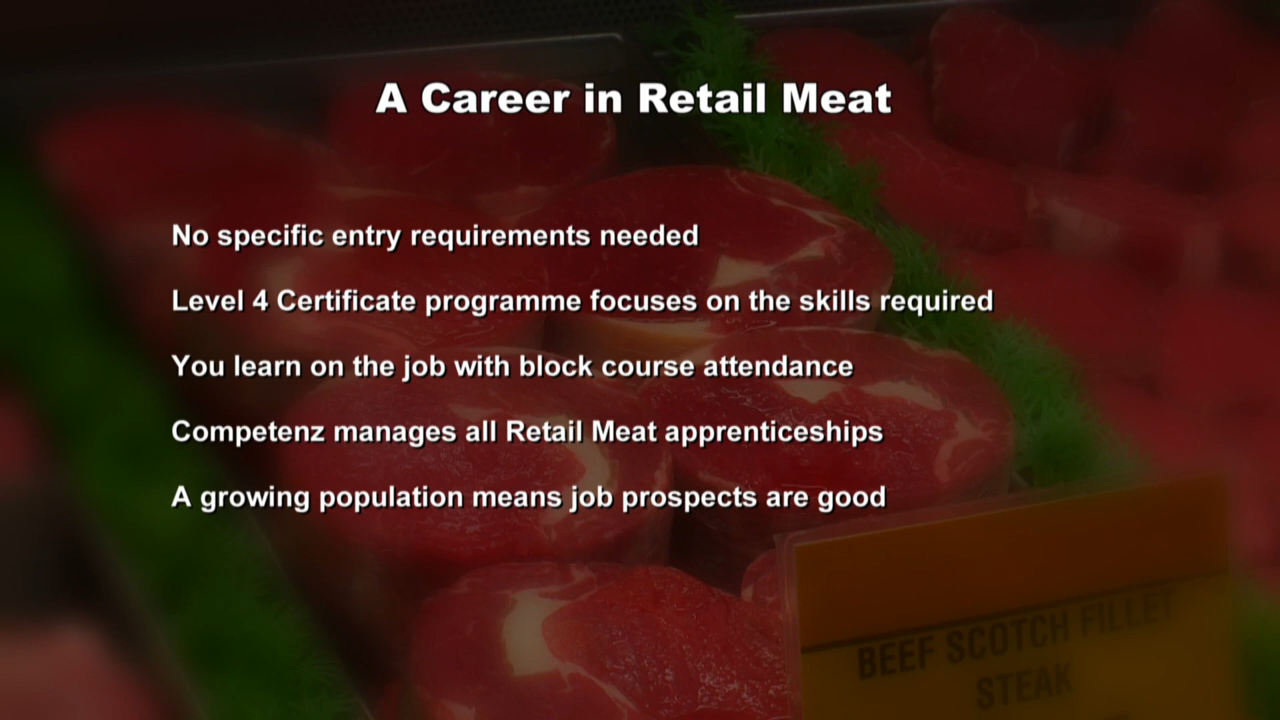 A Career in Retail Meat
No specific entry requirements needed
Level 4 Certificate programme focuses on the skills required
You learn on the job with block course attendance
Competenz manages all Retail Meat apprenticeships
A growing population means job prospects are good
BEEF SCOTCH FILLET
STEAK